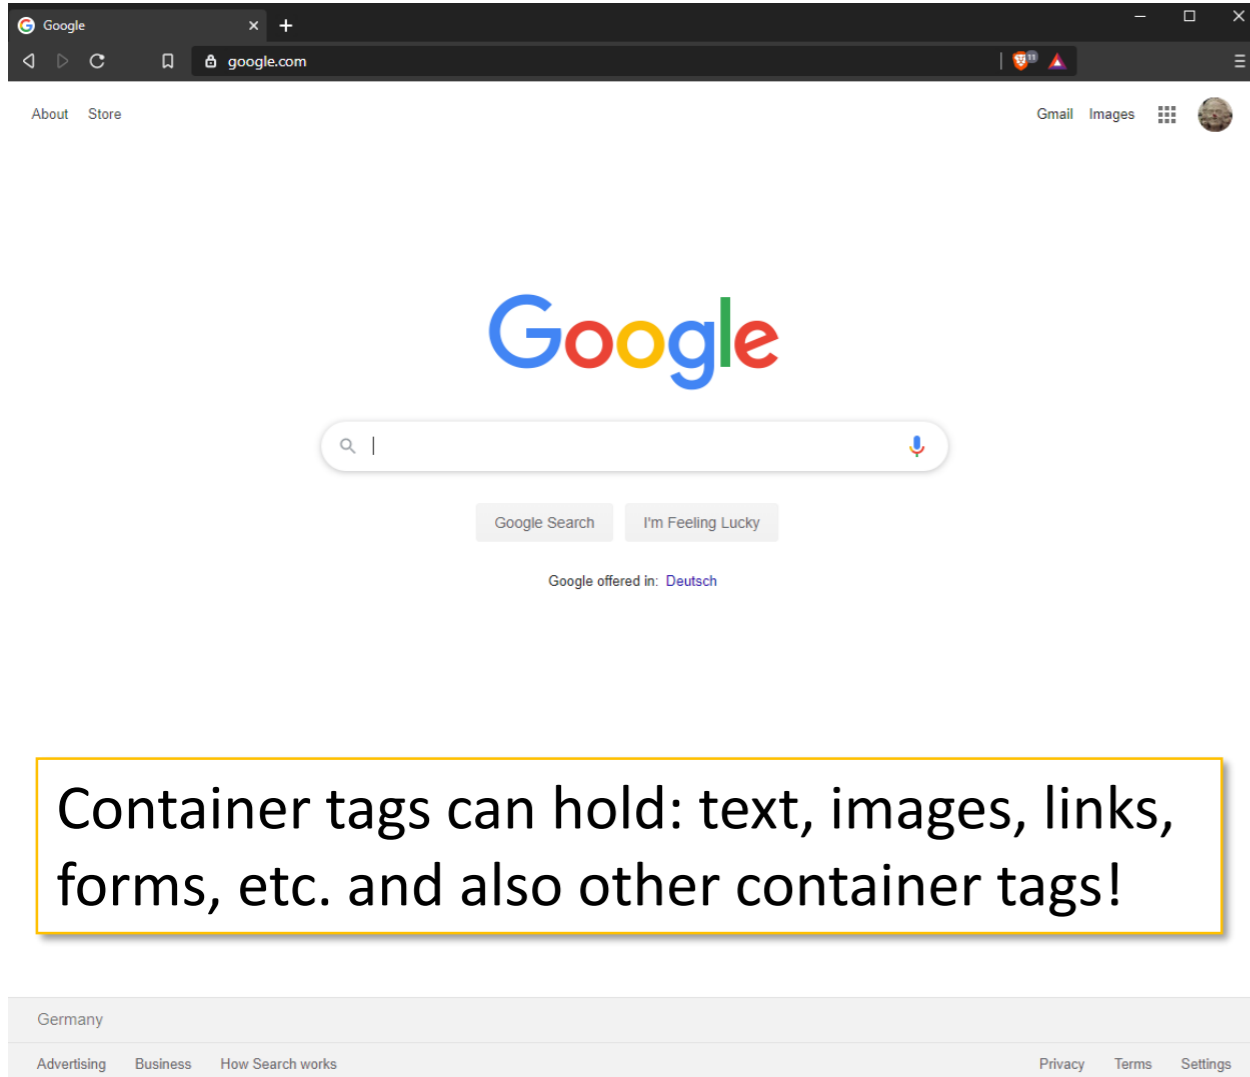 Google
google.com
11
About Store
Gmail Images
Google
Google Search I'm Feeling Lucky
Google offered in: Deutsch
Container tags can hold: text, images, links,
forms, etc. and also other container tags!
Germany
Advertising Business How Search works
Privacy Terms Settings